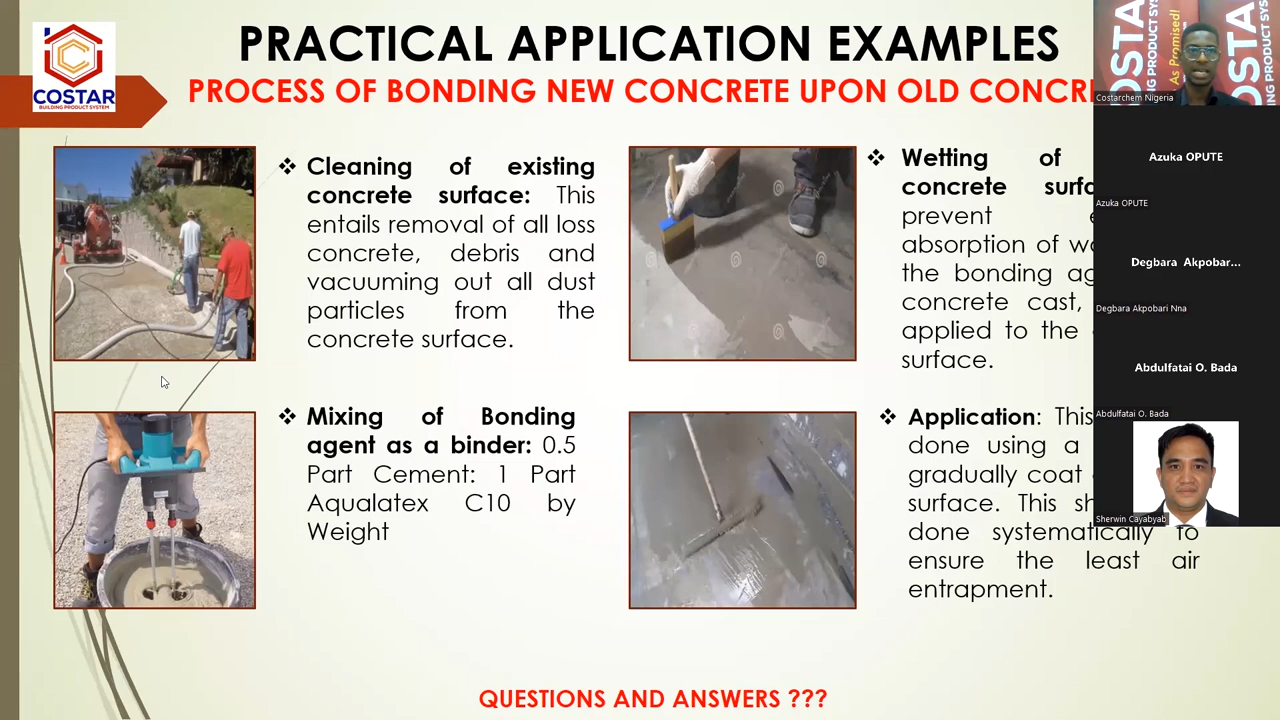 PRACTICAL APPLICATION EXAMPLES
PROCESS OF BONDING NEW CONCRETE UPON OLD
COSTAR
BUILDING PRODUCT SYSTEM
❖ Cleaning of existing
concrete surface: This
entails removal of all loss
concrete, debris and
vacuuming out all dust
particles from the
concrete surface.
❖ Wetting of
concrete
prevent
absorption of
the bonding
concrete cast,
applied to the
surface.
❖ Mixing of Bonding
agent as a binder: 0.5
Part Cement: 1 Part
Aqualatex C10 by
Weight
❖ Application: This
done using a
gradually coat
surface. This
done systematically to
ensure the least air
entrapment.
QUESTIONS AND ANSWERS ???
As Promised!
Costarchem Nigeria
Azuka OPUTE
Azuka OPUTE
Degbara Akpobar...
Degbara Akpobari Nna
Abdulfatai O. Bada
Abdulfatai O. Bada
Sherwin Cayabyab